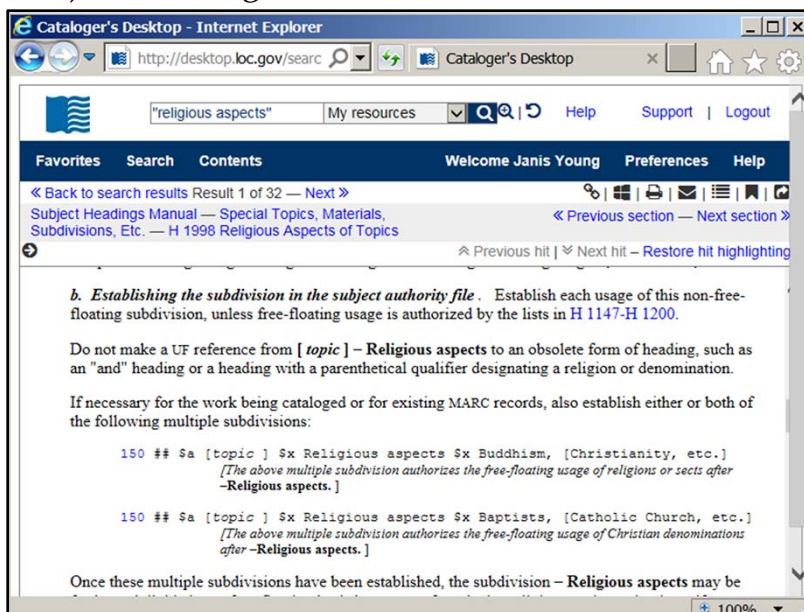 Cataloger's Desktop - Internet Explorer
http://desktop.loc.gov/searc
Cataloger's Desktop
"religious aspects"
My resources
Help
Support | Logout
Favorites Search Contents
Welcome Janis Young Preferences Help
« Back to search results Result 1 of 32 — Next »
Subject Headings Manual — Special Topics, Materials,
Subdivisions, Etc. — H 1998 Religious Aspects of Topics
« Previous section — Next section »
Previous hit | Next hit – Restore hit highlighting
b. Establishing the subdivision in the subject authority file . Establish each usage of this non-free-
floating subdivision, unless free-floating usage is authorized by the lists in H 1147-H 1200.
Do not make a UF reference from [ topic ] – Religious aspects to an obsolete form of heading, such as
an "and" heading or a heading with a parenthetical qualifier designating a religion or denomination.
If necessary for the work being cataloged or for existing MARC records, also establish either or both of
the following multiple subdivisions:
150 ## $a [topic ] $x Religious aspects $x Buddhism, [Christianity, etc.]
[The above multiple subdivision authorizes the free-floating usage of religions or sects after
–Religious aspects. ]
150 ## $a [topic ] $x Religious aspects $x Baptists, [Catholic Church, etc.]
[The above multiple subdivision authorizes the free-floating usage of Christian denominations
after –Religious aspects. ]
Once these multiple subdivisions have been established, the subdivision – Religious aspects may be
100%